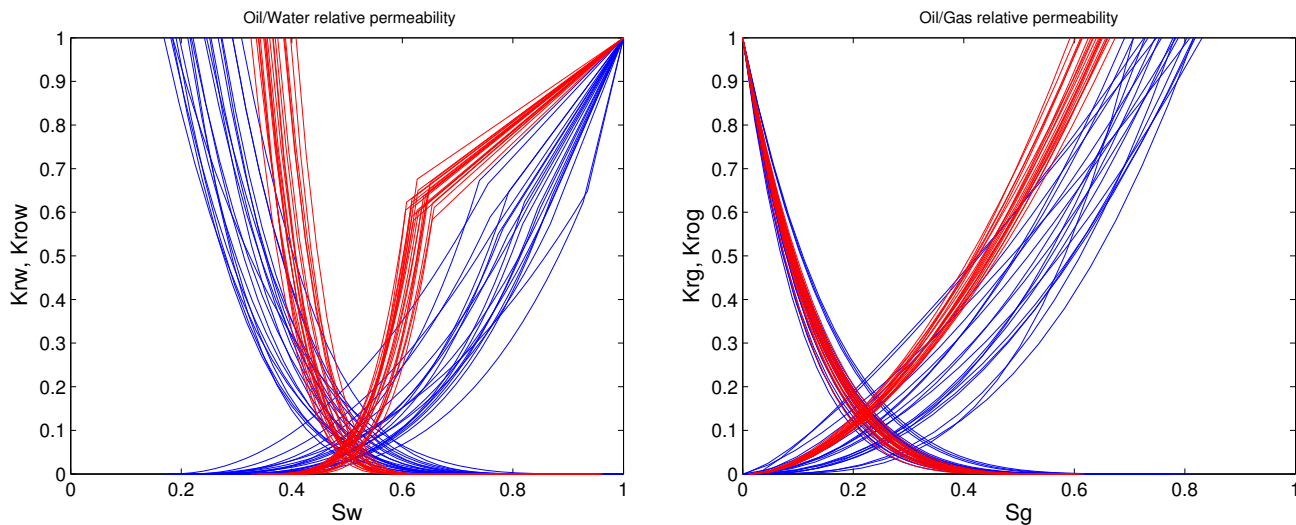 Oil/Water relative permeability
1
0.9
0.8
0.7
0.6
0.5
0.4
0.3
0.2
0.1
0
Krw, Krow
0 0.2 0.4 0.6 0.8 1
Sw
Oil/Gas relative permeability
1
0.9
0.8
0.7
0.6
0.5
0.4
0.3
0.2
0.1
0
Krg, Krog
0 0.2 0.4 0.6 0.8 1
Sg